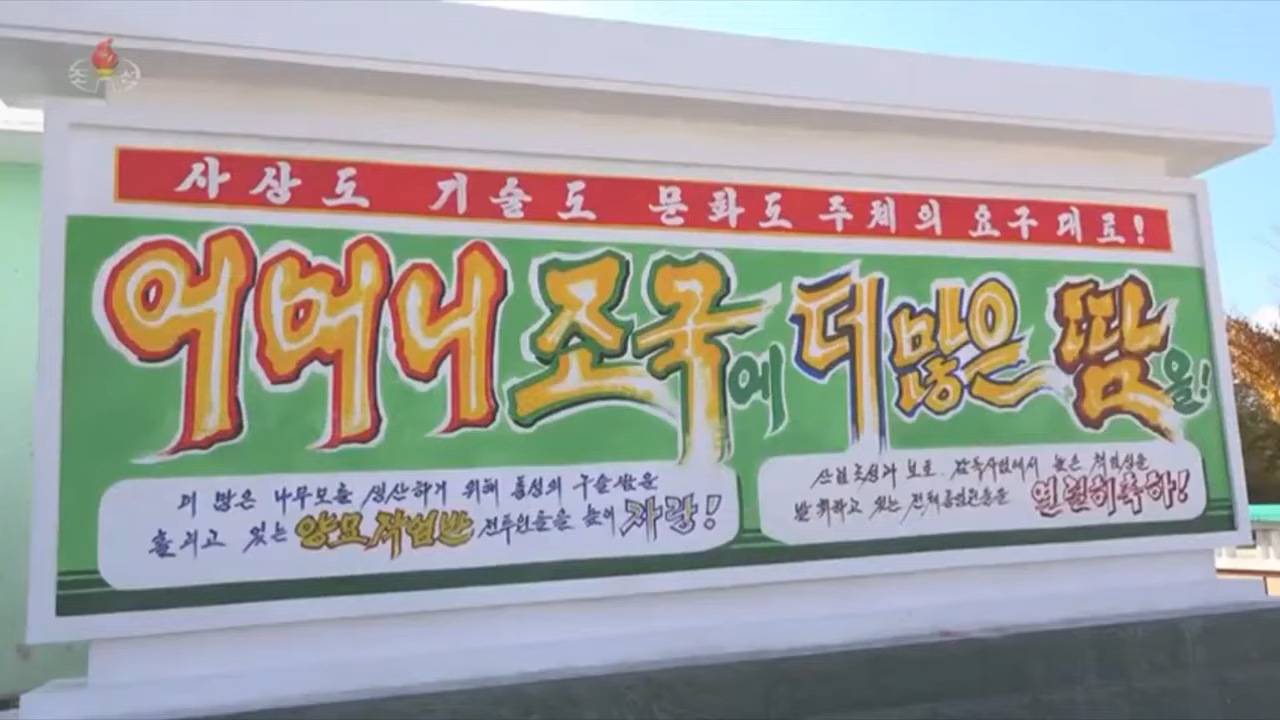 조선
사상도 기술도 문화도 주체의 요구대로!
어머니 조국에 더 많은 땀을!
더 많은 나무모를 생산하기 위해 충성의 구슬땀을
흘리고 있는 양묘작업반 전투원들을 높이 자랑!
산림조성과 보호, 감독사업에서 높은 책임성을
발휘하고 있는 전체 종업원들을 열렬히 축하!